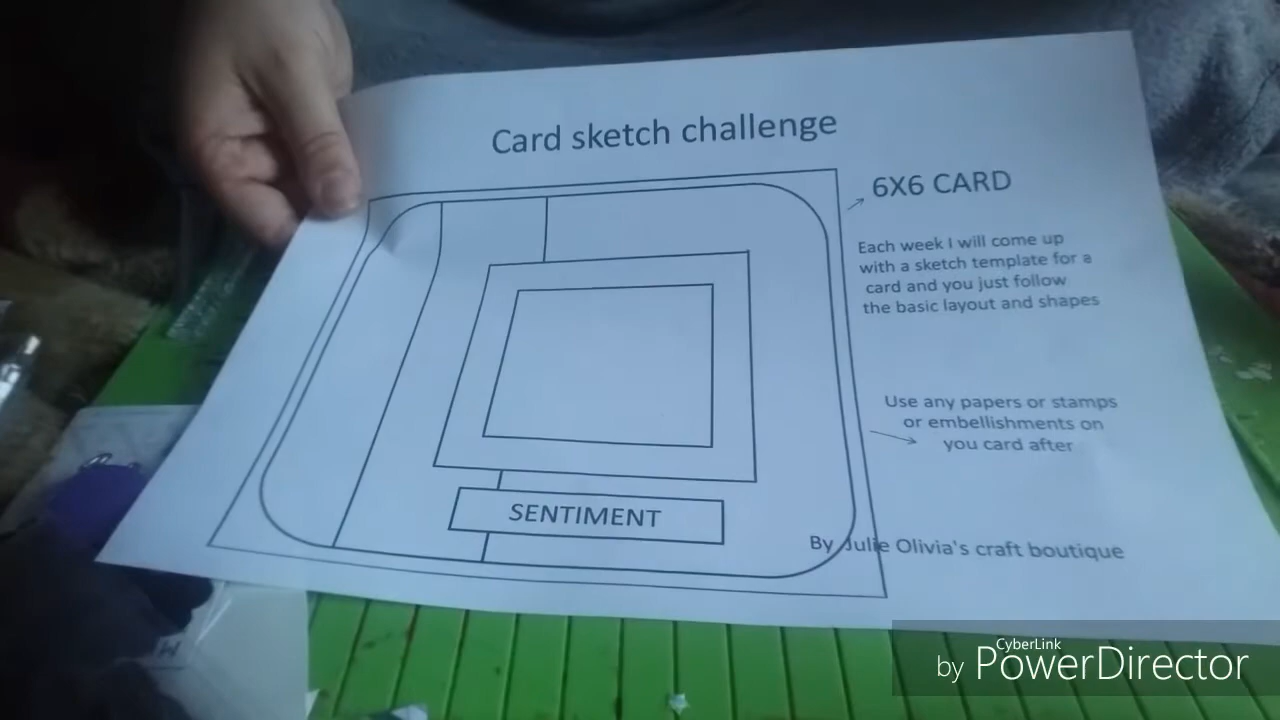 Card sketch challenge
6X6 CARD
Each week I will come up
with a sketch template for a
card and you just follow
the basic layout and shapes
Use any papers or stamps
or embellishments on
you card after
SENTIMENT
By Julie Olivia's craft boutique
CyberLink
by PowerDirector